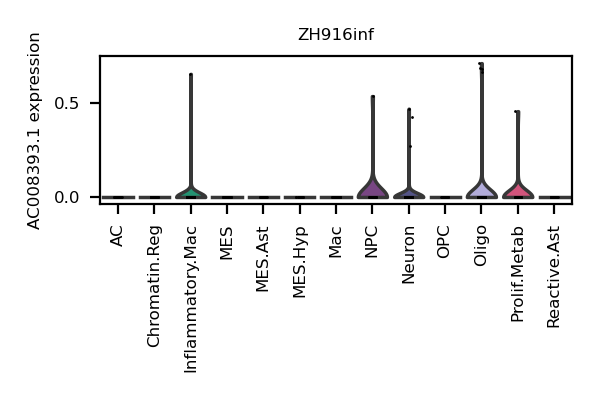 ZH916inf
AC008393.1 expression
0.5
0.0
AC
Chromatin.Reg
Inflammatory.Mac
MES
MES.Ast
MES.Hyp
Mac
NPC
Neuron
OPC
Oligo
Prolif.Metab
Reactive.Ast